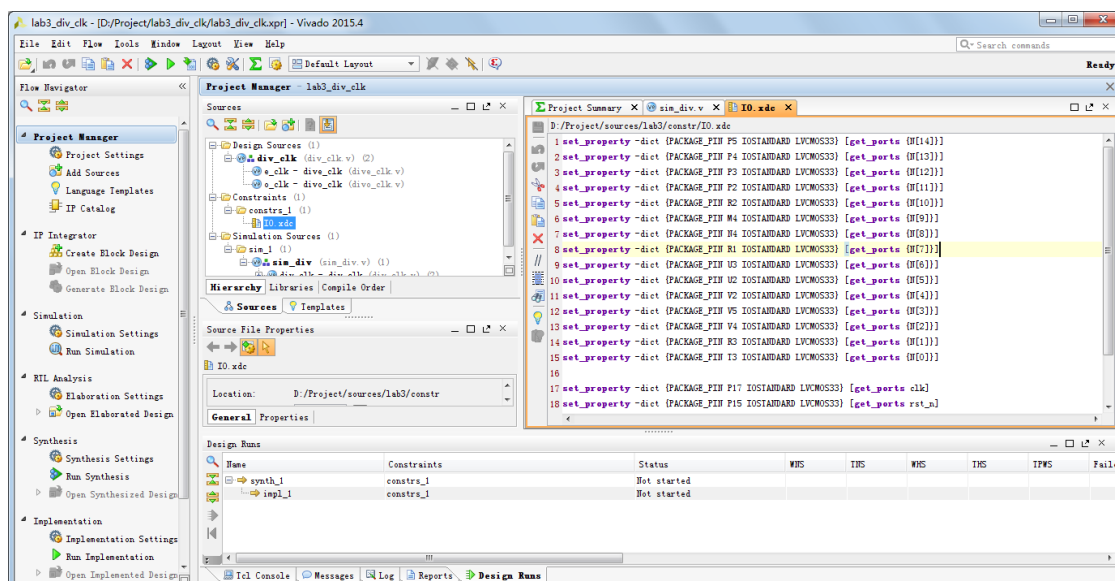 lab3_div_clk - [D:/Project/lab3_div_clk/lab3_div_clk.xpr] - Vivado 2015.4
File Edit Flow Tools Window Layout View Help
Search commands
Default Layout
Ready
Flow Navigator
Project Manager
Project Settings
Add Sources
Language Templates
IP Catalog
IP Integrator
Create Block Design
Open Block Design
Generate Block Design
Simulation
Simulation Settings
Run Simulation
RTL Analysis
Elaboration Settings
Open Elaborated Design
Synthesis
Synthesis Settings
Run Synthesis
Open Synthesized Design
Implementation
Implementation Settings
Run Implementation
Open Implemented Design
Project Manager - lab3_div_clk
Sources
Design Sources (1)
div_clk (div_clk.v) (2)
e_clk - dive_clk (dive_clk.v)
o_clk - divo_clk (divo_clk.v)
Constraints (1)
constrs_1 (1)
IO.xdc
Simulation Sources (1)
sim_1 (1)
sim_div (sim_div.v) (1)
div_clk - div_clk (div_clk.v) (2)
Hierarchy Libraries Compile Order
Sources Templates
Source File Properties
IO.xdc
Location: D:/Project/sources/lab3/constr
General Properties
Project Summary sim_div.v IO.xdc
D:/Project/sources/lab3/constr/IO.xdc
1 set_property -dict {PACKAGE_PIN P5 IOSTANDARD LVCMOS33} [get_ports {N[14]}]
2 set_property -dict {PACKAGE_PIN P4 IOSTANDARD LVCMOS33} [get_ports {N[13]}]
3 set_property -dict {PACKAGE_PIN P3 IOSTANDARD LVCMOS33} [get_ports {N[12]}]
4 set_property -dict {PACKAGE_PIN P2 IOSTANDARD LVCMOS33} [get_ports {N[11]}]
5 set_property -dict {PACKAGE_PIN R2 IOSTANDARD LVCMOS33} [get_ports {N[10]}]
6 set_property -dict {PACKAGE_PIN M4 IOSTANDARD LVCMOS33} [get_ports {N[9]}]
7 set_property -dict {PACKAGE_PIN N4 IOSTANDARD LVCMOS33} [get_ports {N[8]}]
8 set_property -dict {PACKAGE_PIN R1 IOSTANDARD LVCMOS33} [get_ports {N[7]}]
9 set_property -dict {PACKAGE_PIN U3 IOSTANDARD LVCMOS33} [get_ports {N[6]}]
10 set_property -dict {PACKAGE_PIN U2 IOSTANDARD LVCMOS33} [get_ports {N[5]}]
11 set_property -dict {PACKAGE_PIN V2 IOSTANDARD LVCMOS33} [get_ports {N[4]}]
12 set_property -dict {PACKAGE_PIN V5 IOSTANDARD LVCMOS33} [get_ports {N[3]}]
13 set_property -dict {PACKAGE_PIN V4 IOSTANDARD LVCMOS33} [get_ports {N[2]}]
14 set_property -dict {PACKAGE_PIN R3 IOSTANDARD LVCMOS33} [get_ports {N[1]}]
15 set_property -dict {PACKAGE_PIN T3 IOSTANDARD LVCMOS33} [get_ports {N[0]}]
16
17 set_property -dict {PACKAGE_PIN P17 IOSTANDARD LVCMOS33} [get_ports clk]
18 set_property -dict {PACKAGE_PIN P15 IOSTANDARD LVCMOS33} [get_ports rst_n]
Design Runs
Name Constraints Status WNS TNS WHS THS TPWS Faile
synth_1 constrs_1 Not started
impl_1 constrs_1 Not started
Tcl Console Messages Log Reports Design Runs